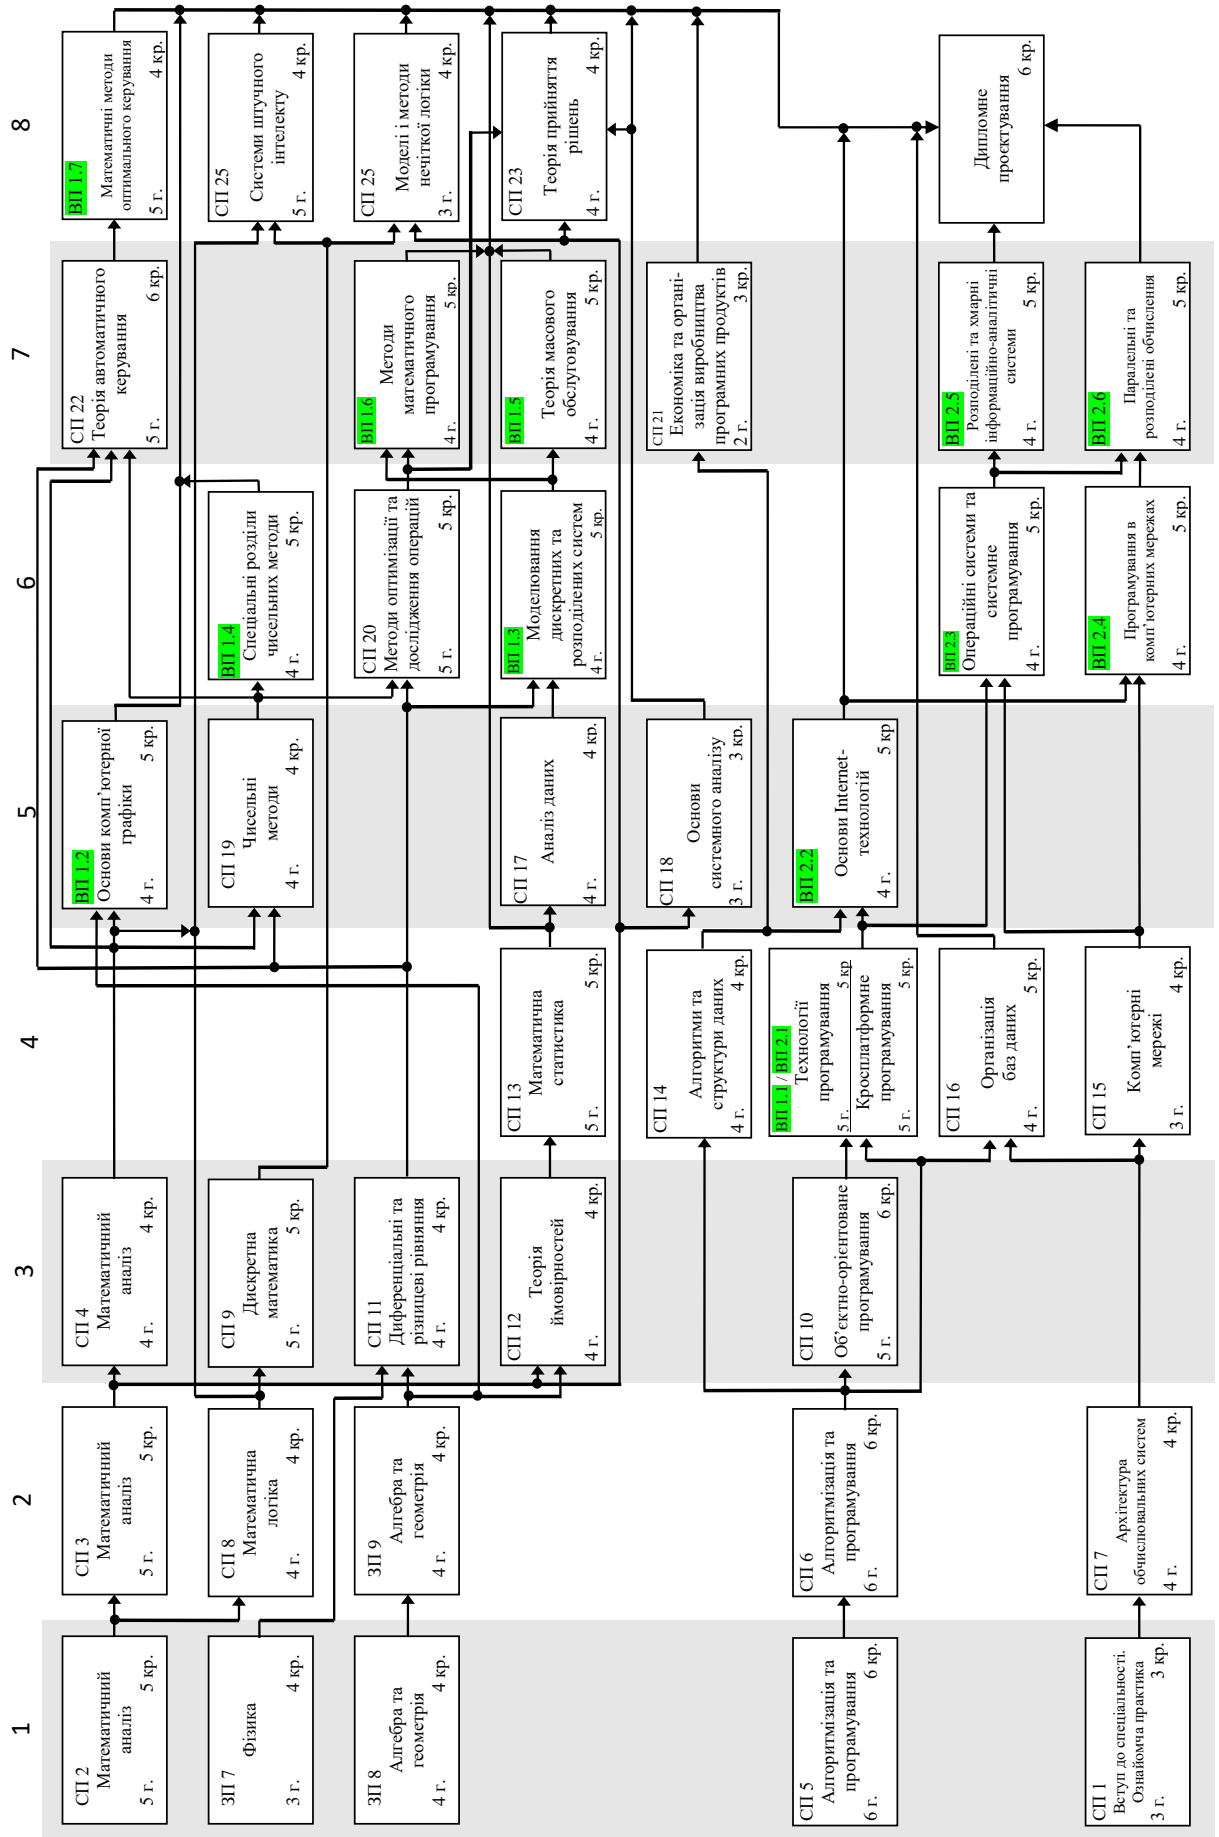 1
СП 2
Математичний
аналіз
5 г. 5 кр.
ЗП 7
Фізика
3 г. 4 кр.
ЗП 8
Алгебра та
геометрія
4 г. 4 кр.
СП 5
Алгоритмізація та
програмування
6 г. 6 кр.
СП 1
Вступ до спеціальності.
Ознайомча практика
3 г. 3 кр.
2
СП 3
Математичний
аналіз
5 г. 5 кр.
СП 8
Математична
логіка
4 г. 4 кр.
ЗП 9
Алгебра та
геометрія
4 г. 4 кр.
СП 6
Алгоритмізація та
програмування
6 г. 6 кр.
СП 7
Архітектура
обчислювальних систем
4 г. 4 кр.
3
СП 4
Математичний
аналіз
4 г. 4 кр.
СП 9
Дискретна
математика
5 г. 5 кр.
СП 11
Диференціальні та
різницеві рівняння
4 г. 4 кр.
СП 12
Теорія
ймовірностей
4 г. 4 кр.
СП 10
Об’єктно-орієнтоване
програмування
5 г. 6 кр.
4
СП 13
Математична
статистика
5 г. 5 кр.
СП 14
Алгоритми та
структури даних
4 г. 4 кр.
ВП 1.1 / ВП 2.1
Технології
програмування
5 г. 5 кр
Кросплатформне
програмування
5 г. 5 кр.
СП 16
Організація
баз даних
4 г. 5 кр.
СП 15
Комп’ютерні
мережі
3 г. 4 кр.
5
ВП 1.2
Основи комп’ютерної
графіки
4 г. 5 кр.
СП 19
Чисельні
методи
4 г. 4 кр.
СП 17
Аналіз даних
4 г. 4 кр.
СП 18
Основи
системного аналізу
3 г. 3 кр.
ВП 2.2
Основи Internet-
технологій
4 г. 5 кр
6
ВП 1.4
Спеціальні розділи
чисельних методи
4 г. 5 кр.
СП 20
Методи оптимізації та
дослідження операцій
5 г. 5 кр.
ВП 1.3
Моделювання
дискретних та
розподілених систем
4 г. 5 кр.
ВП 2.3
Операційні системи та
системне
програмування
4 г. 5 кр.
ВП 2.4
Програмування в
комп’ютерних мережах
4 г. 5 кр.
7
СП 22
Теорія автоматичного
керування
5 г. 6 кр.
ВП 1.6
Методи
математичного
програмування
4 г. 5 кр.
ВП 1.5
Теорія масового
обслуговування
4 г. 5 кр.
СП 21
Економіка та органі-
зація виробництва
програмних продуктів
2 г. 3 кр.
ВП 2.5
Розподілені та хмарні
інформаційно-аналітичні
системи
4 г. 5 кр.
ВП 2.6
Паралельні та
розподілені обчислення
4 г. 5 кр.
8
ВП 1.7
Математичні методи
оптимального керування
5 г. 4 кр.
СП 25
Системи штучного
інтелекту
5 г. 4 кр.
СП 25
Моделі і методи
нечіткої логіки
3 г. 4 кр.
СП 23
Теорія прийняття
рішень
4 г. 4 кр.
Дипломне
проєктування
6 кр.